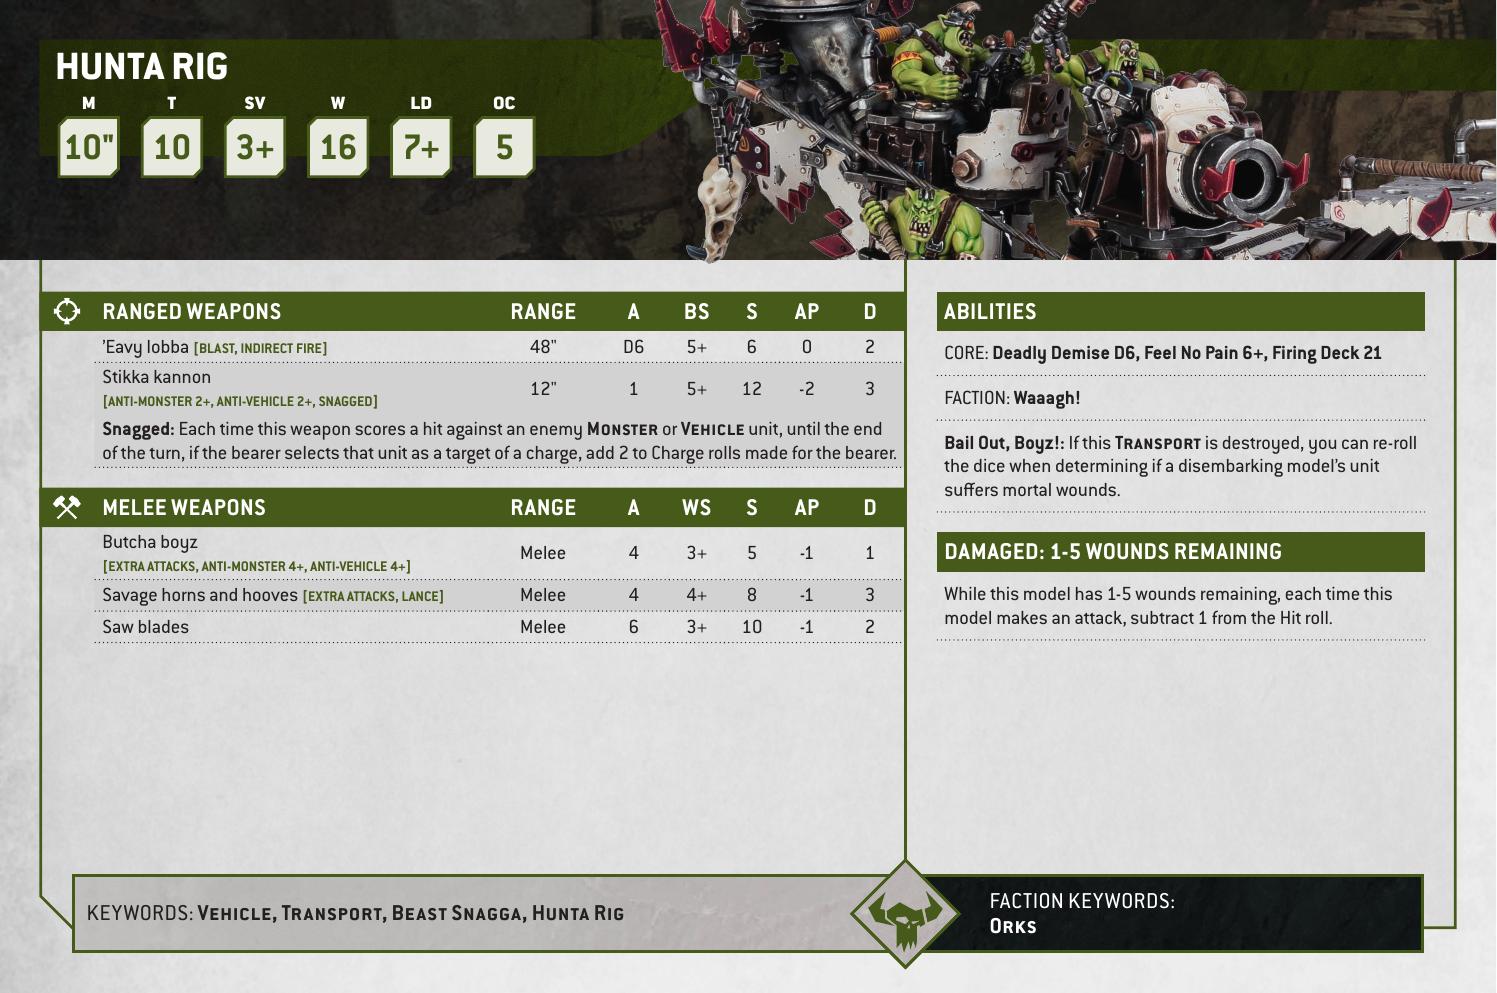 HUNTA RIG
M T SV W LD OC
10" 10 3+ 16 7+ 5
RANGED WEAPONS RANGE A BS S AP D
’Eavy lobba [BLAST, INDIRECT FIRE] 48" D6 5+ 6 0 2
Stikka kannon
[ANTI-MONSTER 2+, ANTI-VEHICLE 2+, SNAGGED] 12" 1 5+ 12 -2 3
Snagged: Each time this weapon scores a hit against an enemy MONSTER or VEHICLE unit, until the end
of the turn, if the bearer selects that unit as a target of a charge, add 2 to Charge rolls made for the bearer.
MELEE WEAPONS RANGE A WS S AP D
Butcha boyz
[EXTRA ATTACKS, ANTI-MONSTER 4+, ANTI-VEHICLE 4+] Melee 4 3+ 5 -1 1
Savage horns and hooves [EXTRA ATTACKS, LANCE] Melee 4 4+ 8 -1 3
Saw blades Melee 6 3+ 10 -1 2
ABILITIES
CORE: Deadly Demise D6, Feel No Pain 6+, Firing Deck 21
FACTION: Waaagh!
Bail Out, Boyz!: If this TRANSPORT is destroyed, you can re-roll
the dice when determining if a disembarking model’s unit
suffers mortal wounds.
DAMAGED: 1-5 WOUNDS REMAINING
While this model has 1-5 wounds remaining, each time this
model makes an attack, subtract 1 from the Hit roll.
KEYWORDS: VEHICLE, TRANSPORT, BEAST SNAGGA, HUNTA RIG
FACTION KEYWORDS:
ORKS